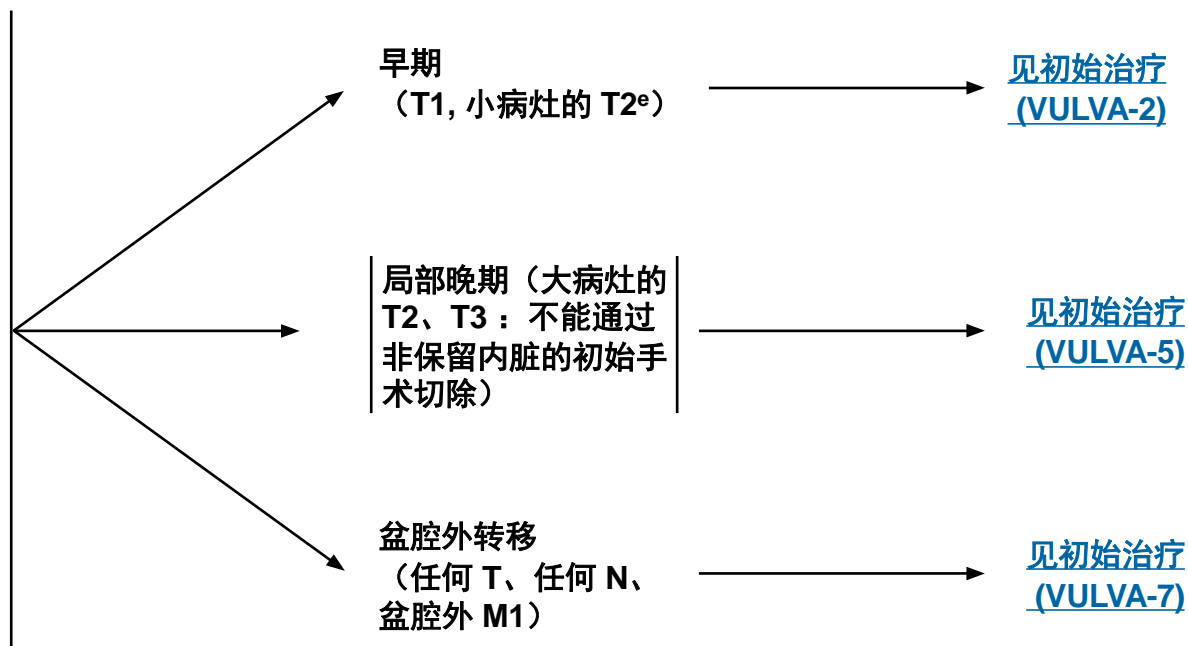 早期
（T1, 小病灶的 T2ᵉ）
见初始治疗
(VULVA-2)
局部晚期（大病灶的
T2、T3 ：不能通过
非保留内脏的初始手
术切除）
见初始治疗
(VULVA-5)
盆腔外转移
（任何 T、任何 N、
盆腔外 M1）
见初始治疗
(VULVA-7)